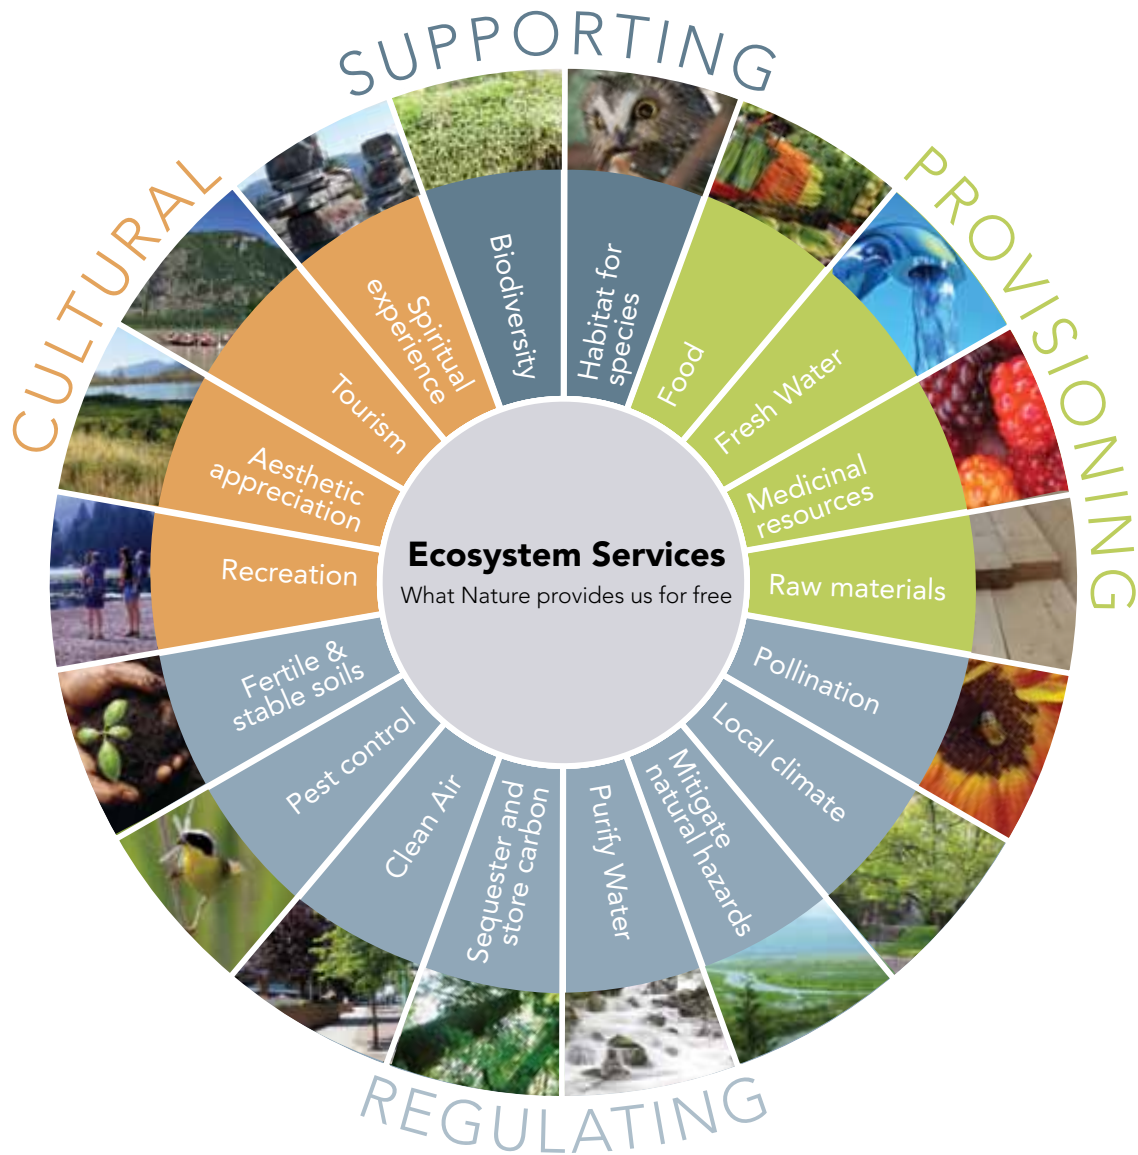 SUPPORTING
PROVISIONING
REGULATING
CULTURAL
Ecosystem Services
What Nature provides us for free
Biodiversity
Habitat for
species
Food
Fresh Water
Medicinal
resources
Raw materials
Pollination
Local climate
Mitigate
natural hazards
Purify Water
Sequester and
store carbon
Clean Air
Pest control
Fertile &
stable soils
Recreation
Aesthetic
appreciation
Tourism
Spiritual
experience